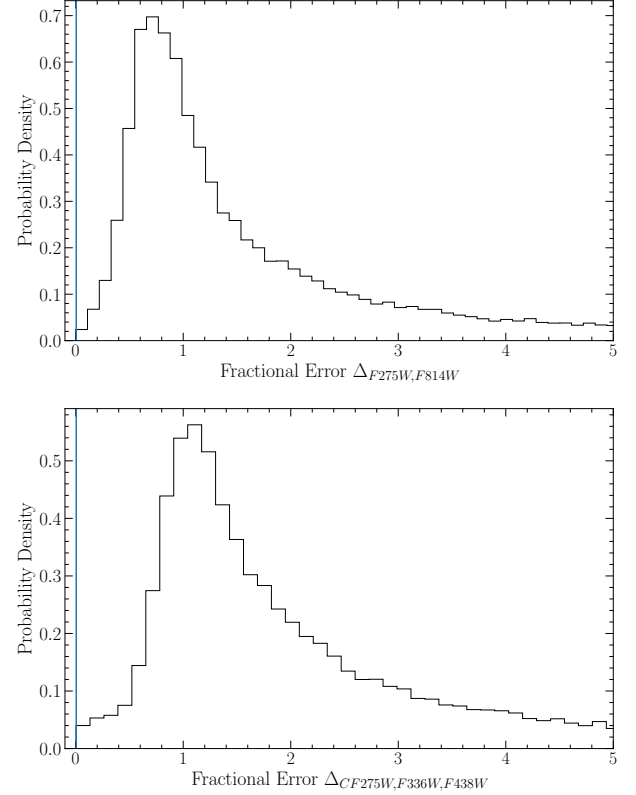 0.7
0.6
0.5
0.4
0.3
0.2
0.1
0.0
Probability Density
0 1 2 3 4 5
Fractional Error Δ_{F275W,F814W}
0.5
0.4
0.3
0.2
0.1
0.0
Probability Density
0 1 2 3 4 5
Fractional Error Δ_{CF275W,F336W,F438W}